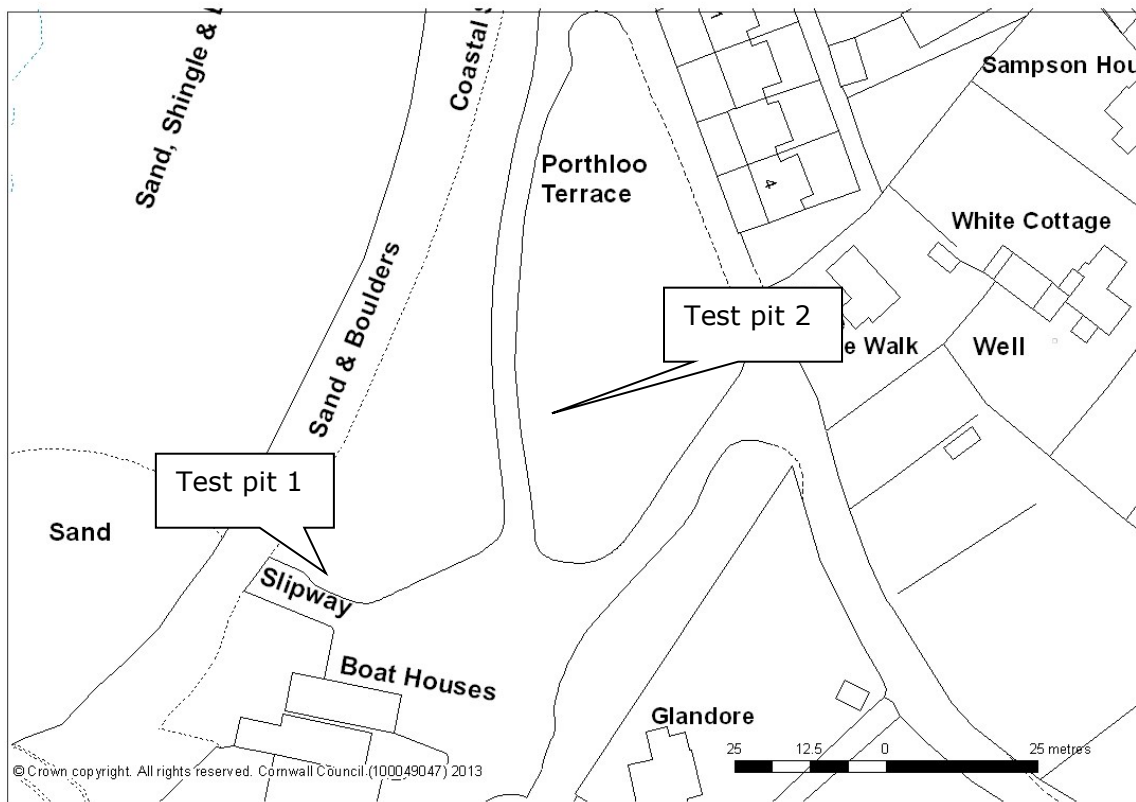 Sand, Shingle &
Coastal
1
Sampson Hou
Porthloo
Terrace
4
White Cottage
Sand & Boulders
Test pit 2
e Walk
Well
Test pit 1
Sand
Slipway
Boat Houses
Glandore
25 12.5 0 25 metres
© Crown copyright. All rights reserved. Cornwall Council (100049047) 2013